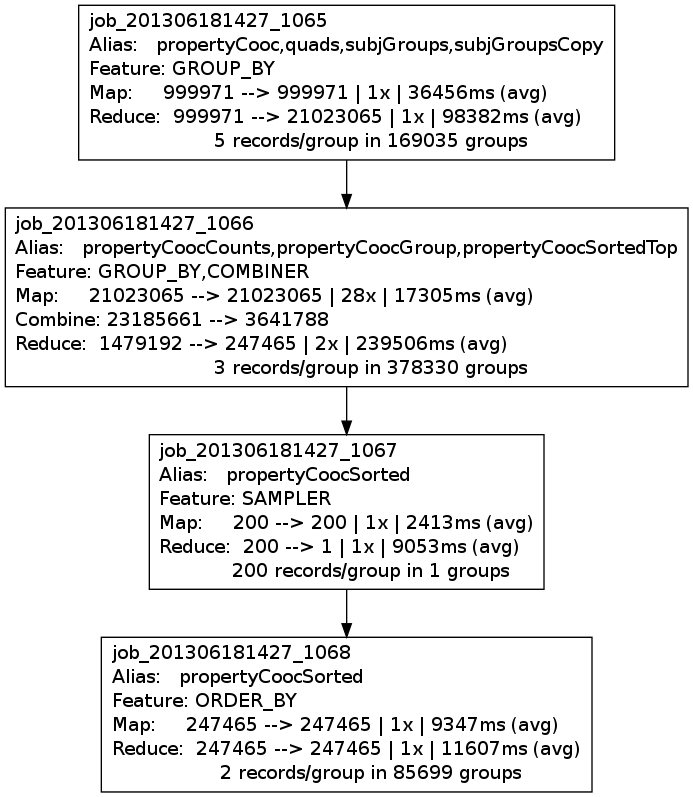 job_201306181427_1065
Alias: propertyCooc,quads,subjGroups,subjGroupsCopy
Feature: GROUP_BY
Map: 999971 --> 999971 | 1x | 36456ms (avg)
Reduce: 999971 --> 21023065 | 1x | 98382ms (avg)
5 records/group in 169035 groups
job_201306181427_1066
Alias: propertyCoocCounts,propertyCoocGroup,propertyCoocSortedTop
Feature: GROUP_BY,COMBINER
Map: 21023065 --> 21023065 | 28x | 17305ms (avg)
Combine: 23185661 --> 3641788
Reduce: 1479192 --> 247465 | 2x | 239506ms (avg)
3 records/group in 378330 groups
job_201306181427_1067
Alias: propertyCoocSorted
Feature: SAMPLER
Map: 200 --> 200 | 1x | 2413ms (avg)
Reduce: 200 --> 1 | 1x | 9053ms (avg)
200 records/group in 1 groups
job_201306181427_1068
Alias: propertyCoocSorted
Feature: ORDER_BY
Map: 247465 --> 247465 | 1x | 9347ms (avg)
Reduce: 247465 --> 247465 | 1x | 11607ms (avg)
2 records/group in 85699 groups